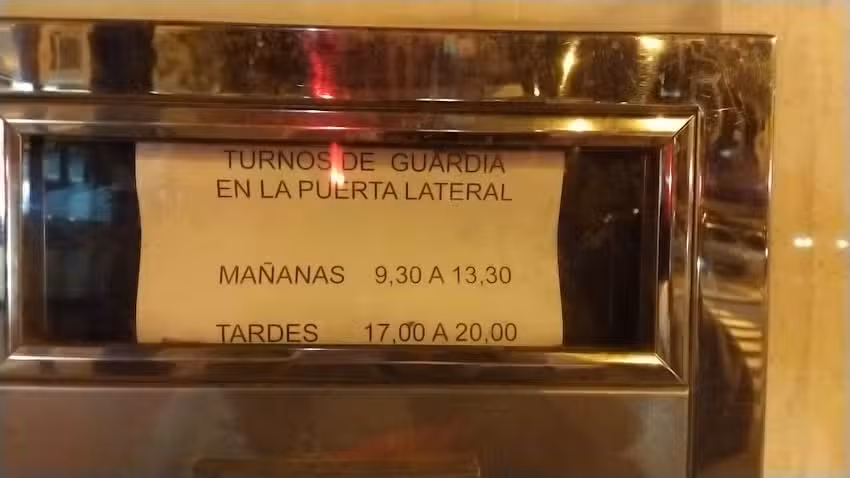 TURNOS DE GUARDIA
EN LA PUERTA LATERAL
MAÑANAS 9,30 A 13,30
TARDES 17,00 A 20,00